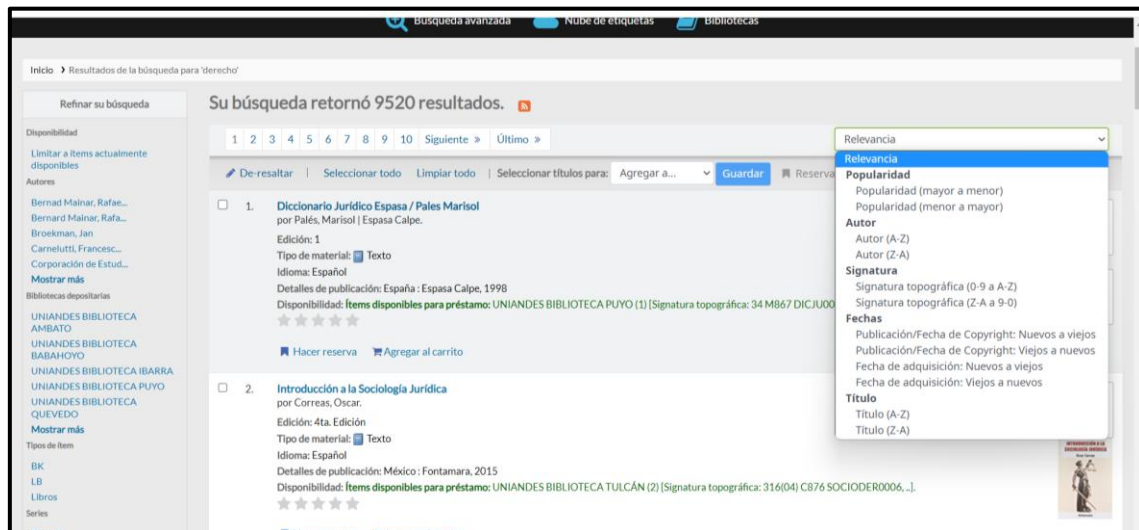 Búsqueda avanzada Nube de etiquetas Bibliotecas
Inicio > Resultados de la búsqueda para 'derecho'
Refinar su búsqueda
Disponibilidad
Limitar a ítems actualmente
disponibles
Autores
Bernad Mainar, Rafae...
Bernard Mainar, Rafa...
Broekman, Jan
Carnelutti, Francesc...
Corporación de Estud...
Mostrar más
Bibliotecas depositarias
UNIANDES BIBLIOTECA
AMBATO
UNIANDES BIBLIOTECA
BABAHOYO
UNIANDES BIBLIOTECA IBARRA
UNIANDES BIBLIOTECA PUYO
UNIANDES BIBLIOTECA
QUEVEDO
Mostrar más
Tipos de ítem
BK
LB
Libros
Series
Su búsqueda retornó 9520 resultados.
1 2 3 4 5 6 7 8 9 10 Siguiente » Último »
De-resaltar | Seleccionar todo Limpiar todo | Seleccionar títulos para: Agregar a... Guardar Reserva
1. Diccionario Jurídico Espasa / Pales Marisol
por Palés, Marisol | Espasa Calpe.
Edición: 1
Tipo de material: Texto
Idioma: Español
Detalles de publicación: España : Espasa Calpe, 1998
Disponibilidad: Ítems disponibles para préstamo: UNIANDES BIBLIOTECA PUYO (1) [Signatura topográfica: 34 M867 DICJU00
Hacer reserva Agregar al carrito
2. Introducción a la Sociología Jurídica
por Correas, Oscar.
Edición: 4ta. Edición
Tipo de material: Texto
Idioma: Español
Detalles de publicación: México : Fontamara, 2015
Disponibilidad: Ítems disponibles para préstamo: UNIANDES BIBLIOTECA TULCÁN (2) [Signatura topográfica: 316(04) C876 SOCIODER0006, ..].
Relevancia
Relevancia
Popularidad
Popularidad (mayor a menor)
Popularidad (menor a mayor)
Autor
Autor (A-Z)
Autor (Z-A)
Signatura
Signatura topográfica (0-9 a A-Z)
Signatura topográfica (Z-A a 9-0)
Fechas
Publicación/Fecha de Copyright: Nuevos a viejos
Publicación/Fecha de Copyright: Viejos a nuevos
Fecha de adquisición: Nuevos a viejos
Fecha de adquisición: Viejos a nuevos
Título
Título (A-Z)
Título (Z-A)
INTRODUCCIÓN A LA
SOCIOLOGÍA JURÍDICA